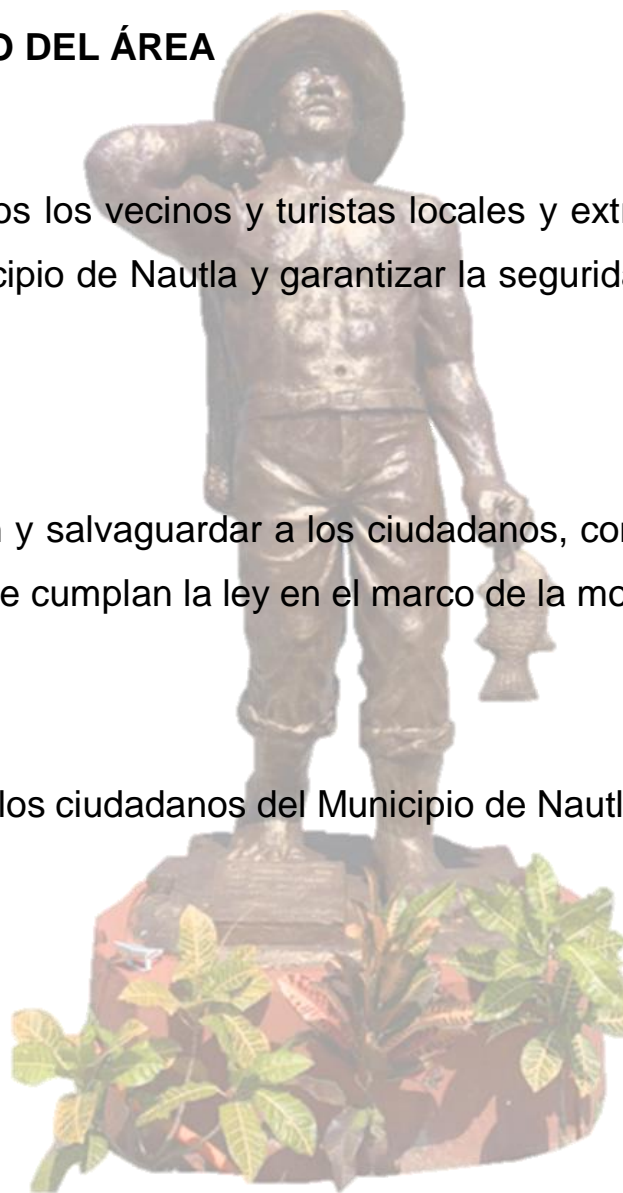 O DEL ÁREA
os los vecinos y turistas locales y ext
cipio de Nautla y garantizar la segurid
y salvaguardar a los ciudadanos, co
e cumplan la ley en el marco de la mo
los ciudadanos del Municipio de Nautl